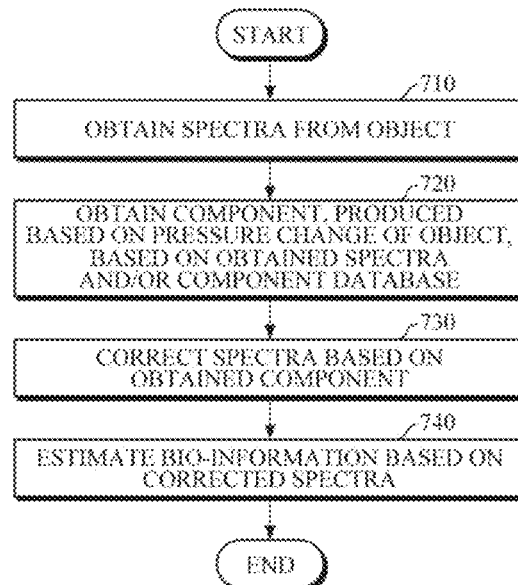 START
710
OBTAIN SPECTRA FROM OBJECT
720
OBTAIN COMPONENT, PRODUCED
BASED ON PRESSURE CHANGE OF OBJECT,
BASED ON OBTAINED SPECTRA
AND/OR COMPONENT DATABASE
730
CORRECT SPECTRA BASED ON
OBTAINED COMPONENT
740
ESTIMATE BIO-INFORMATION BASED ON
CORRECTED SPECTRA
END